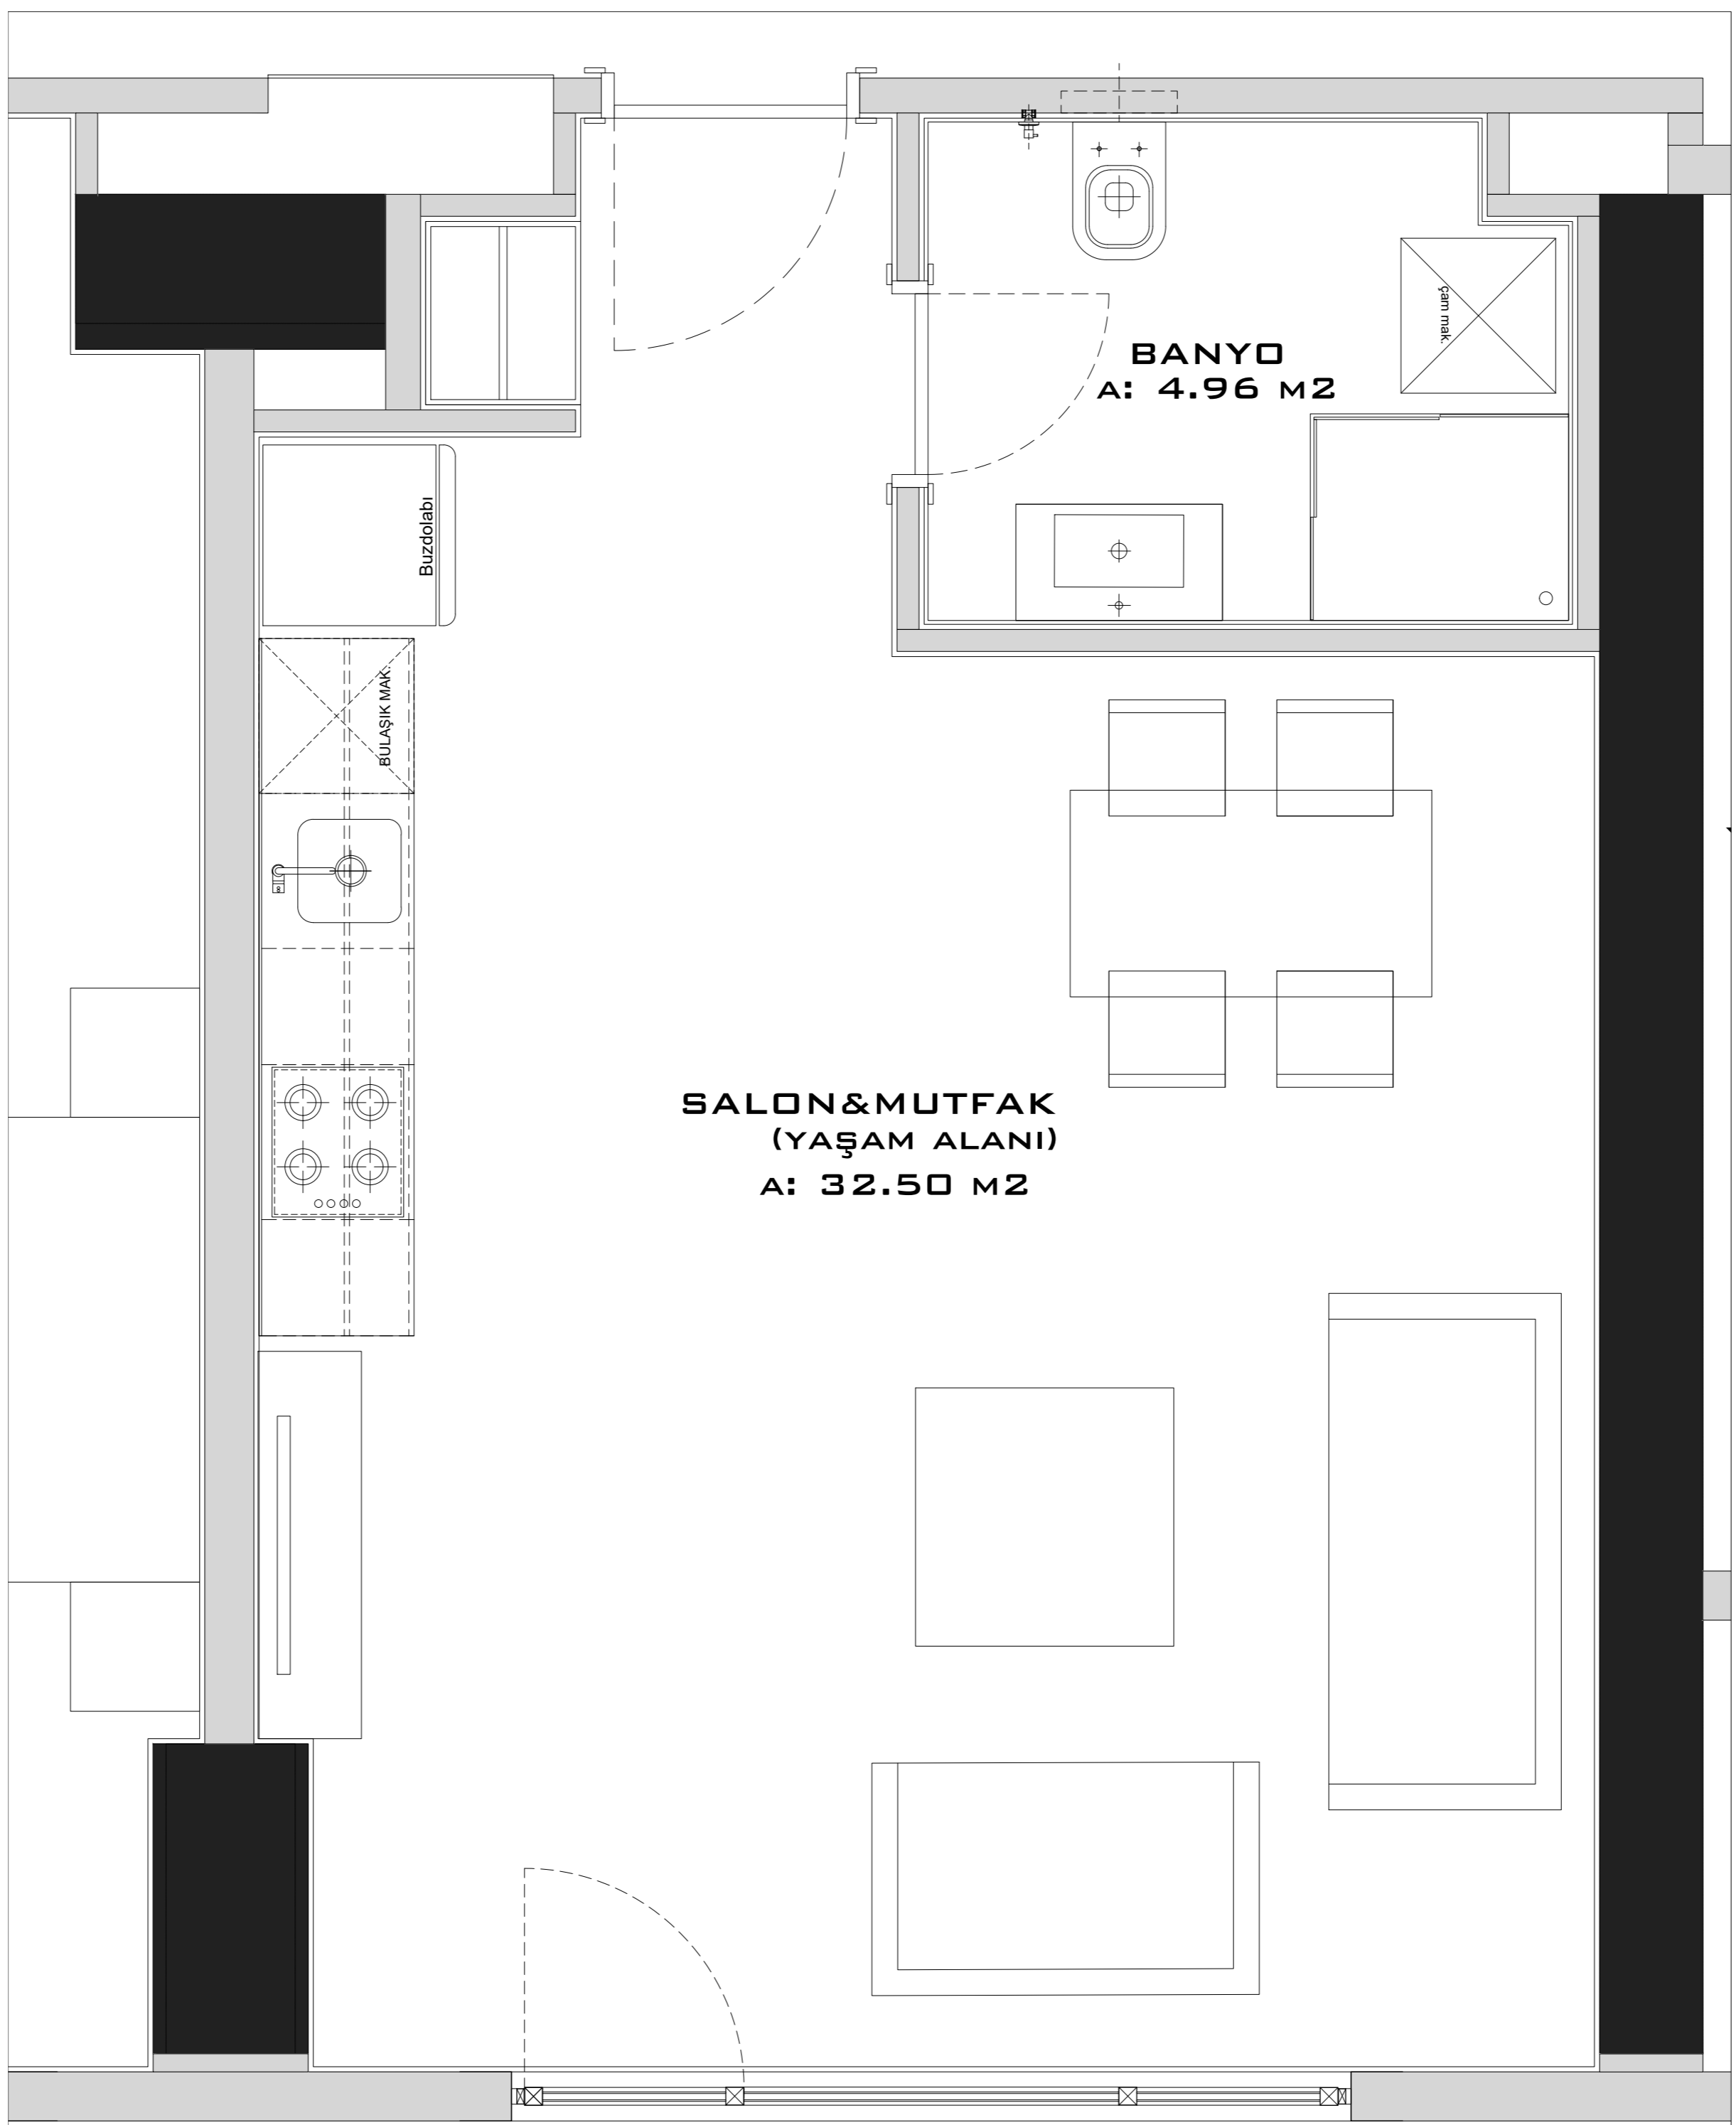 BANYO
A: 4.96 M2
çam mak.
Buzdolabı
BULAŞIK MAK.
SALON&MUTFAK
(YAŞAM ALANI)
A: 32.50 M2